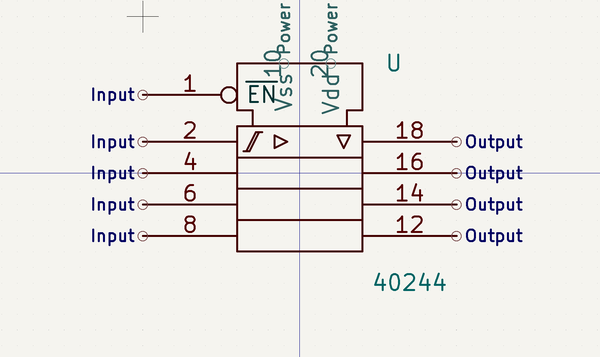 Power Power
Vss 10 Vdd 20
U
Input 1 EN
Input 2 18 Output
Input 4 16 Output
Input 6 14 Output
Input 8 12 Output
40244